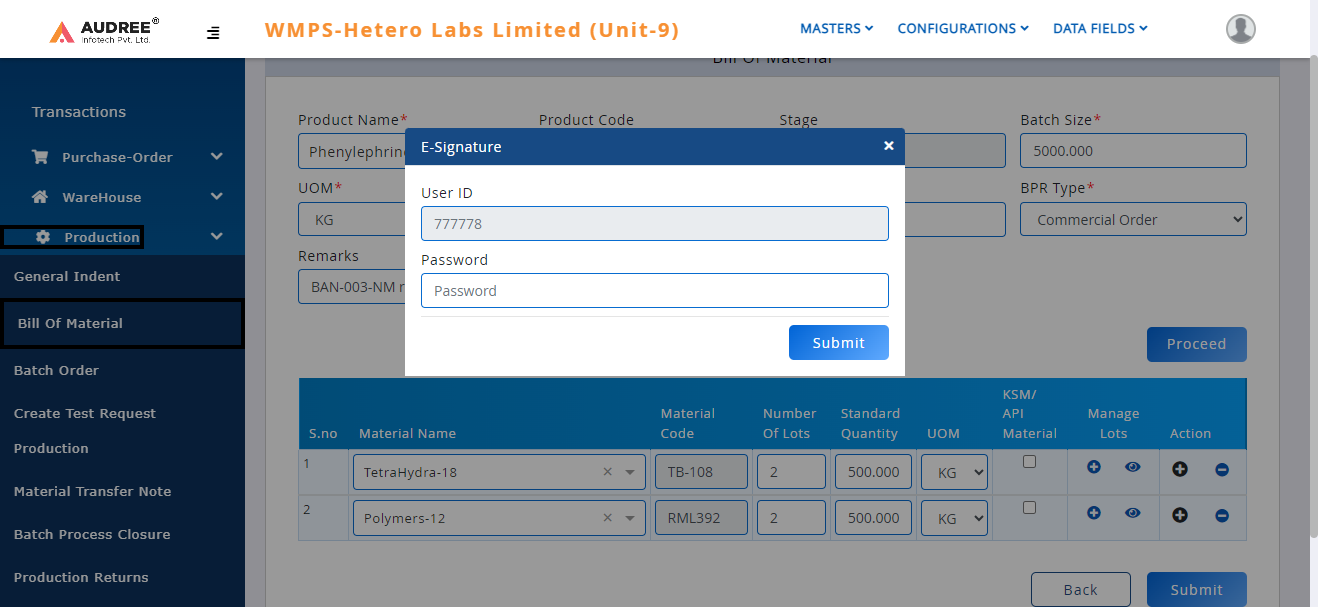 AUDREE®
Infotech Pvt. Ltd.
WMPS-Hetero Labs Limited (Unit-9)
MASTERS
CONFIGURATIONS
DATA FIELDS
Transactions
Purchase-Order
WareHouse
Production
General Indent
Bill Of Material
Batch Order
Create Test Request
Production
Material Transfer Note
Batch Process Closure
Production Returns
Bill Of Material
Product Name*
Product Code
Stage
Batch Size*
5000.000
UOM*
KG
BPR Type*
Commercial Order
Remarks
BAN-003-NM
E-Signature
×
User ID
777778
Password
Password
Submit
Proceed
S.no Material Name Material Code Number Of Lots Standard Quantity UOM KSM/ API Material Manage Lots Action
1 TetraHydra-18 × TB-108 2 500.000 KG
2 Polymers-12 × RML392 2 500.000 KG
Back
Submit